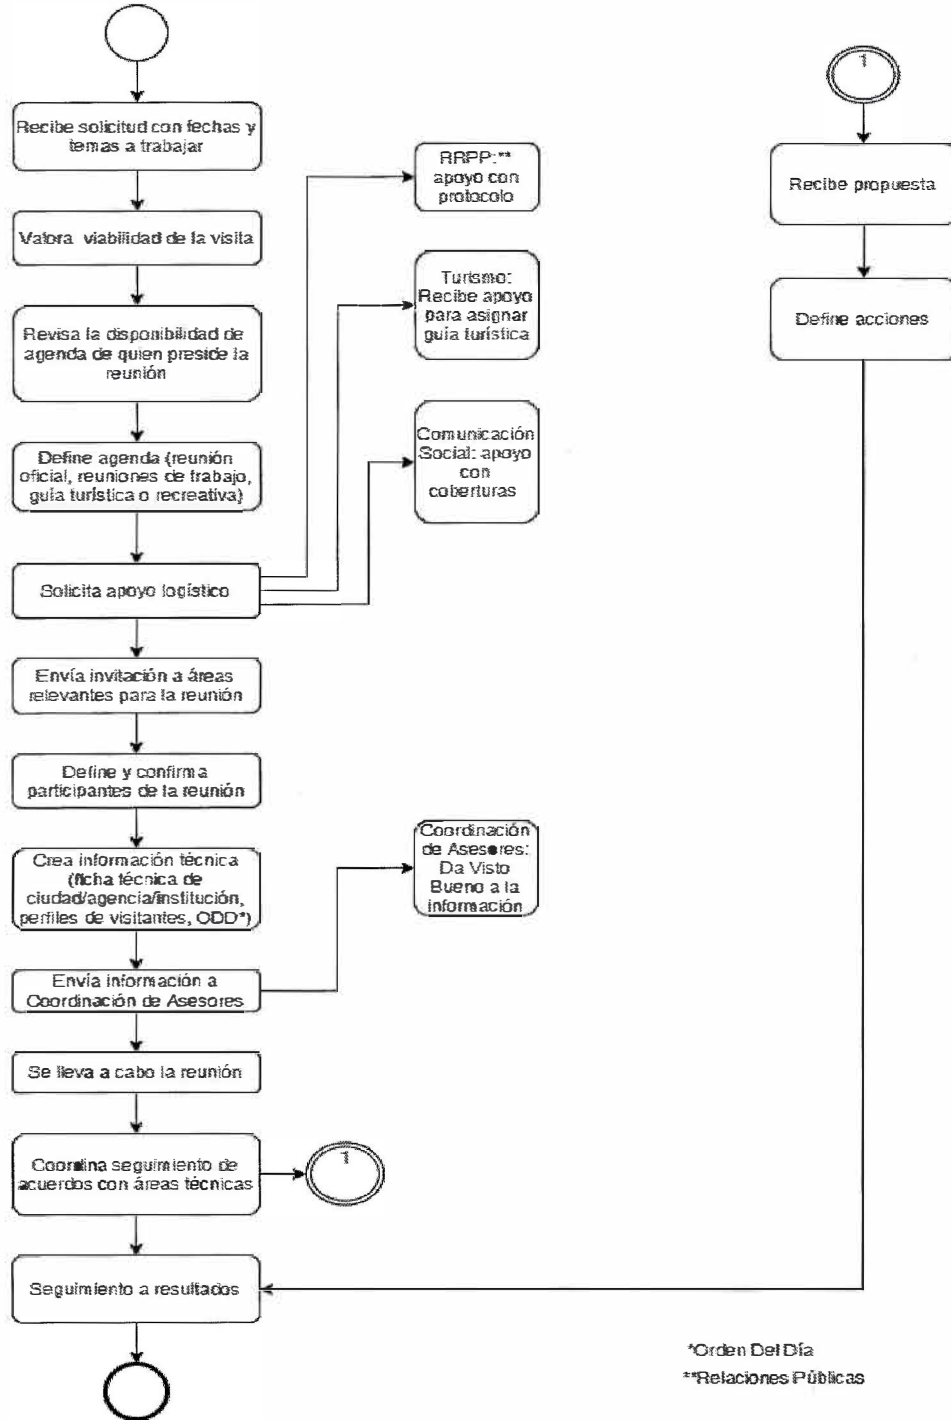 Recibe solicitud con fechas y
temas a trabajar
Valora viabilidad de la visita
Revisa la disponibilidad de
agenda de quien preside la
reunión
Define agenda (reunión
oficial, reuniones de trabajo,
guía turística o recreativa)
Solicita apoyo logístico
Envía invitación a áreas
relevantes para la reunión
Define y confirma
participantes de la reunión
Crea información técnica
(ficha técnica de
ciudad/agencia/institución,
perfiles de visitantes, ODD*)
Envía información a
Coordinación de Asesores
Se lleva a cabo la reunión
Coordina seguimiento de
acuerdos con áreas técnicas
Seguimiento a resultados
RRPP:**
apoyo con
protocolo
Turismo:
Recibe apoyo
para asignar
guía turística
Comunicación
Social: apoyo
con
coberturas
Coordinación
de Asesores:
Da Visto
Bueno a la
información
1
1
Recibe propuesta
Define acciones
*Orden Del Día
**Relaciones Públicas